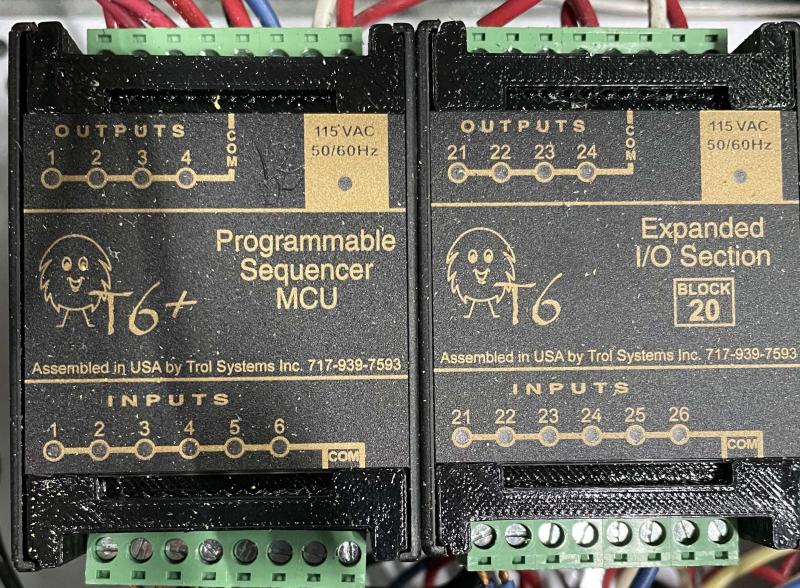 OUTPUTS
1 2 3 4
COM
115 VAC
50/60Hz
Programmable
Sequencer
MCU
T6+
Assembled in USA by Trol Systems Inc. 717-939-7593
INPUTS
1 2 3 4 5 6
COM
OUTPUTS
21 22 23 24
COM
115 VAC
50/60Hz
Expanded
I/O Section
BLOCK
20
T6
Assembled in USA by Trol Systems Inc. 717-939-7593
INPUTS
21 22 23 24 25 26
COM